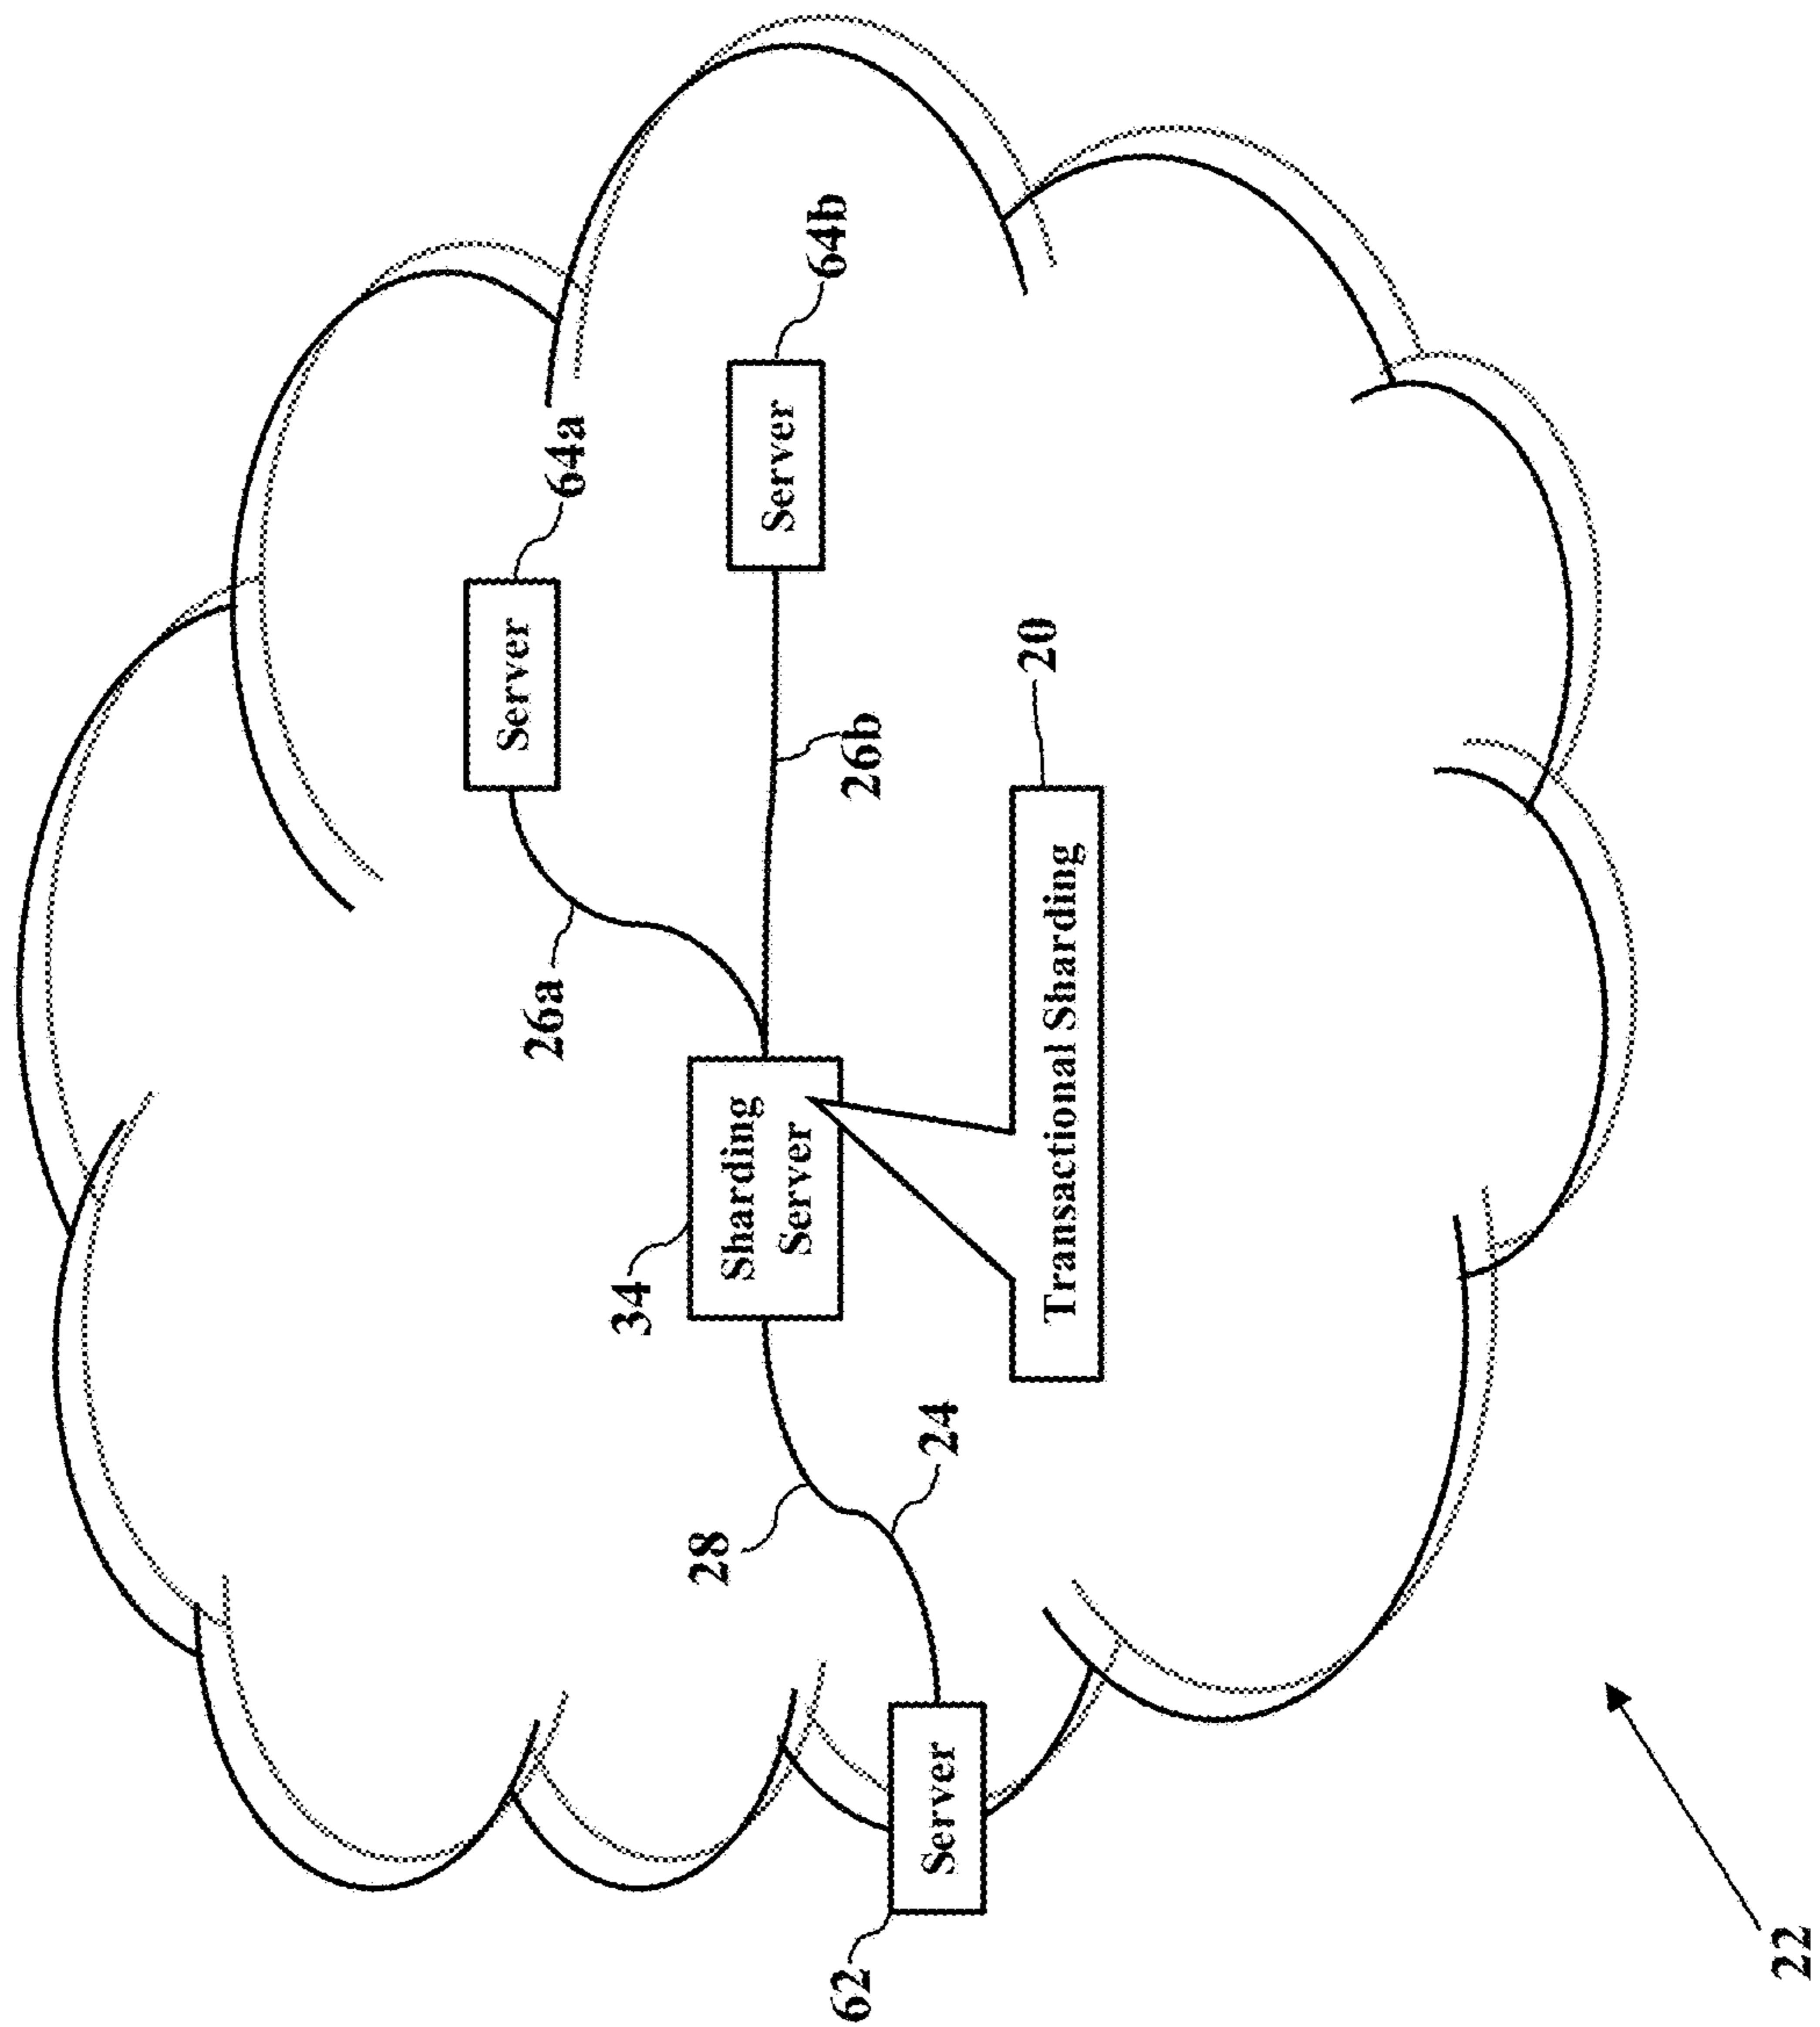 64a
64b
Server
Server
26a
26b
20
34
Sharding
Server
Transactional Sharding
28
24
62
Server
22